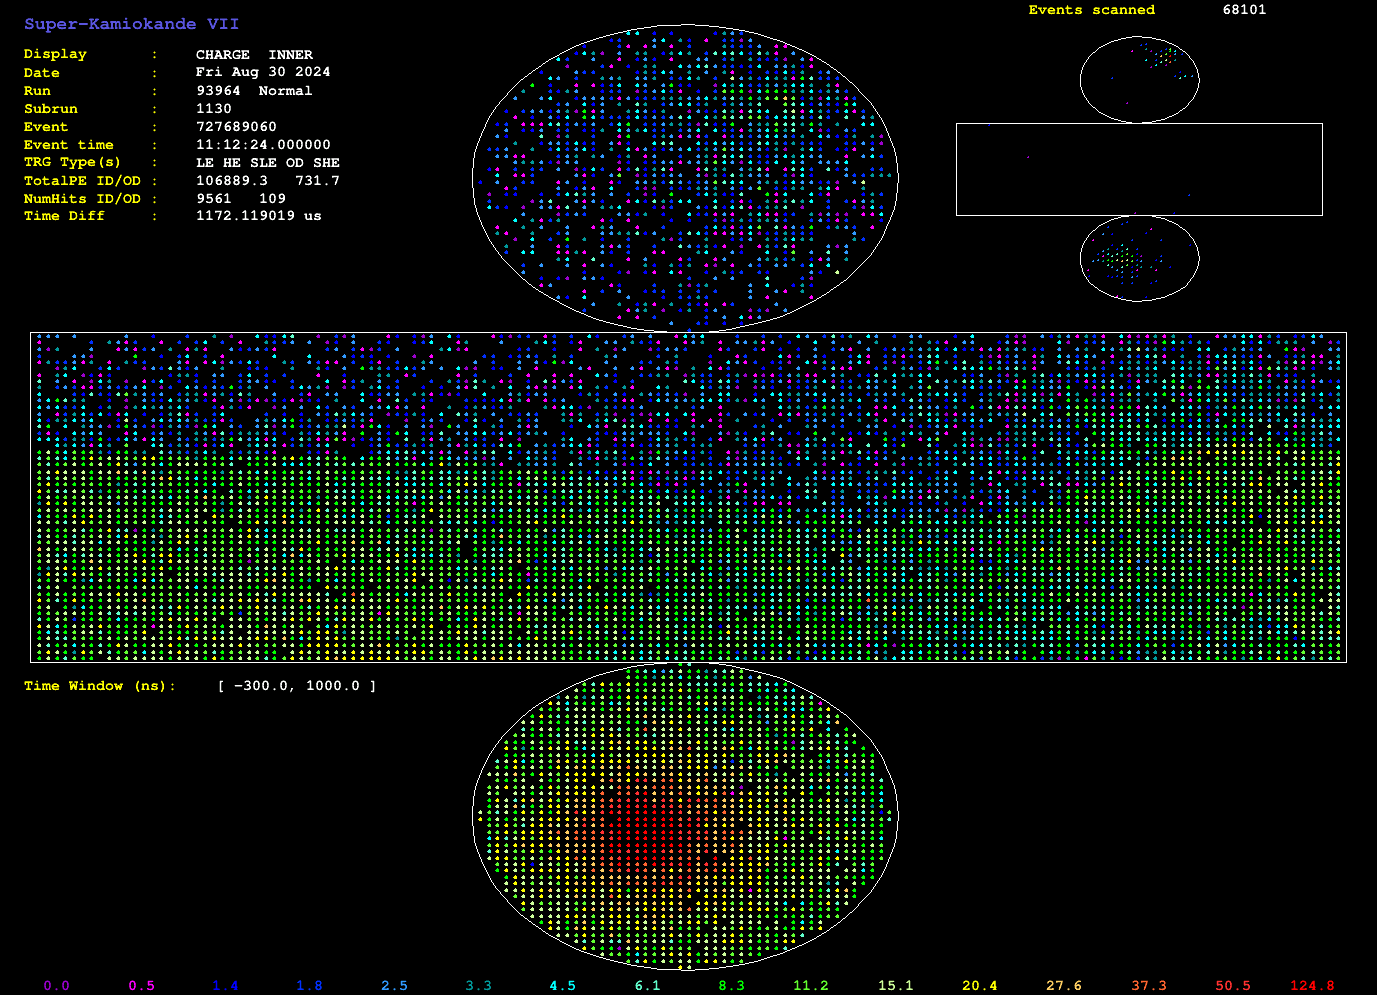 Super-Kamiokande VII
Events scanned 68101
Display : CHARGE INNER
Date : Fri Aug 30 2024
Run : 93964 Normal
Subrun : 1130
Event : 727689060
Event time : 11:12:24.000000
TRG Type(s) : LE HE SLE OD SHE
TotalPE ID/OD : 106889.3 731.7
NumHits ID/OD : 9561 109
Time Diff : 1172.119019 us
Time Window (ns): [ -300.0, 1000.0 ]
0.0 0.5 1.4 1.8 2.5 3.3 4.5 6.1 8.3 11.2 15.1 20.4 27.6 37.3 50.5 124.8